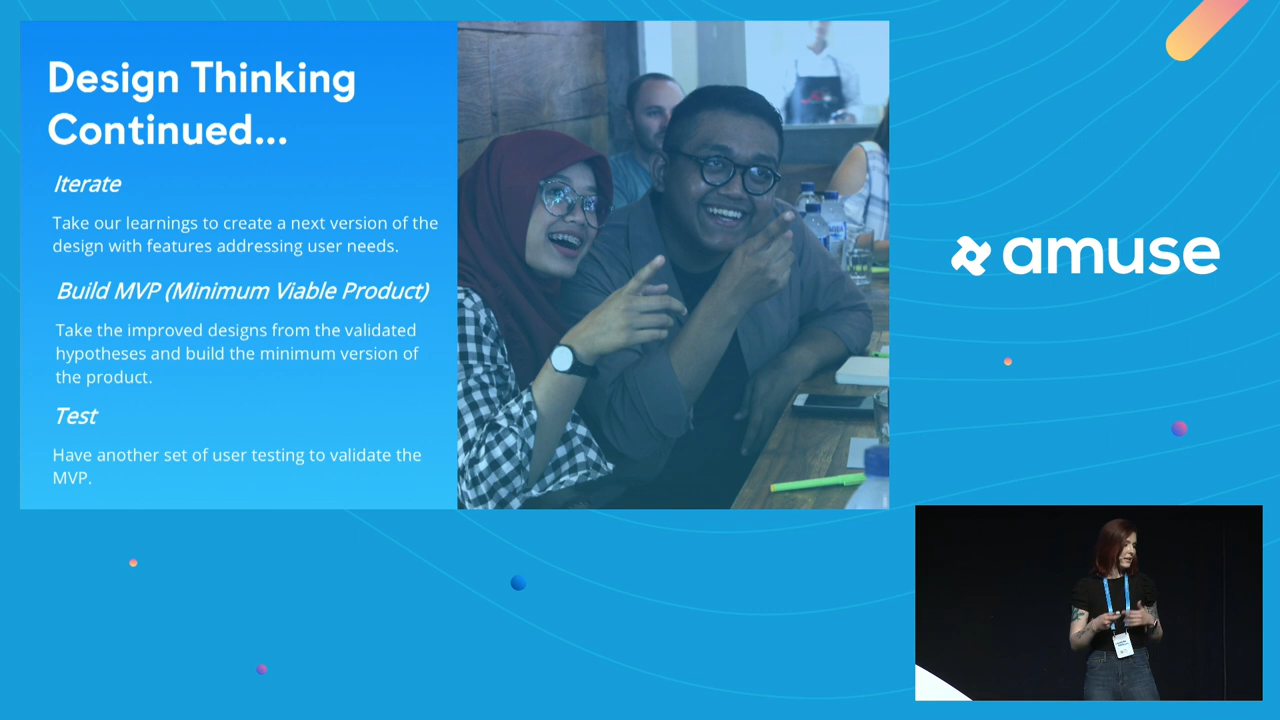 Design Thinking
Continued...
Iterate
Take our learnings to create a next version of the
design with features addressing user needs.
Build MVP (Minimum Viable Product)
Take the improved designs from the validated
hypotheses and build the minimum version of
the product.
Test
Have another set of user testing to validate the
MVP.
amuse